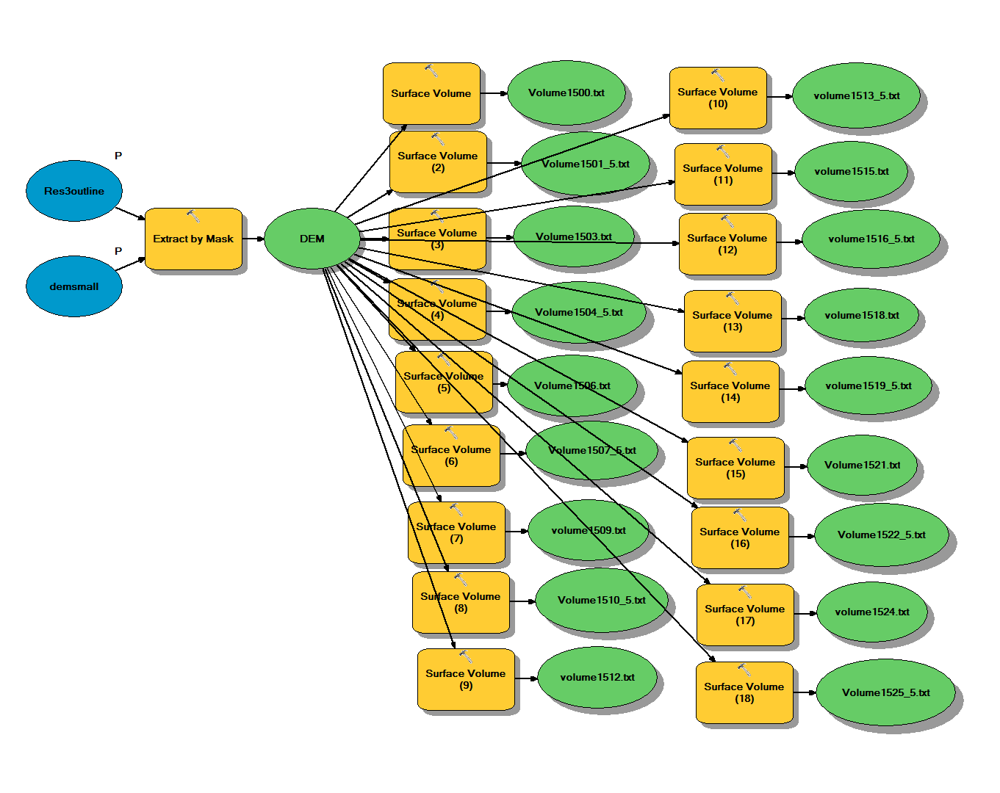 P
Res3outline
P
demsmall
Extract by Mask
DEM
Surface Volume
Volume1500.txt
Surface Volume
(2)
Volume1501_5.txt
Surface Volume
(3)
Volume1503.txt
Surface Volume
(4)
Volume1504_5.txt
Surface Volume
(5)
Volume1506.txt
Surface Volume
(6)
Volume1507_5.txt
Surface Volume
(7)
volume1509.txt
Surface Volume
(8)
Volume1510_5.txt
Surface Volume
(9)
volume1512.txt
Surface Volume
(10)
volume1513_5.txt
Surface Volume
(11)
volume1515.txt
Surface Volume
(12)
volume1516_5.txt
Surface Volume
(13)
volume1518.txt
Surface Volume
(14)
volume1519_5.txt
Surface Volume
(15)
Volume1521.txt
Surface Volume
(16)
Volume1522_5.txt
Surface Volume
(17)
volume1524.txt
Surface Volume
(18)
Volume1525_5.txt